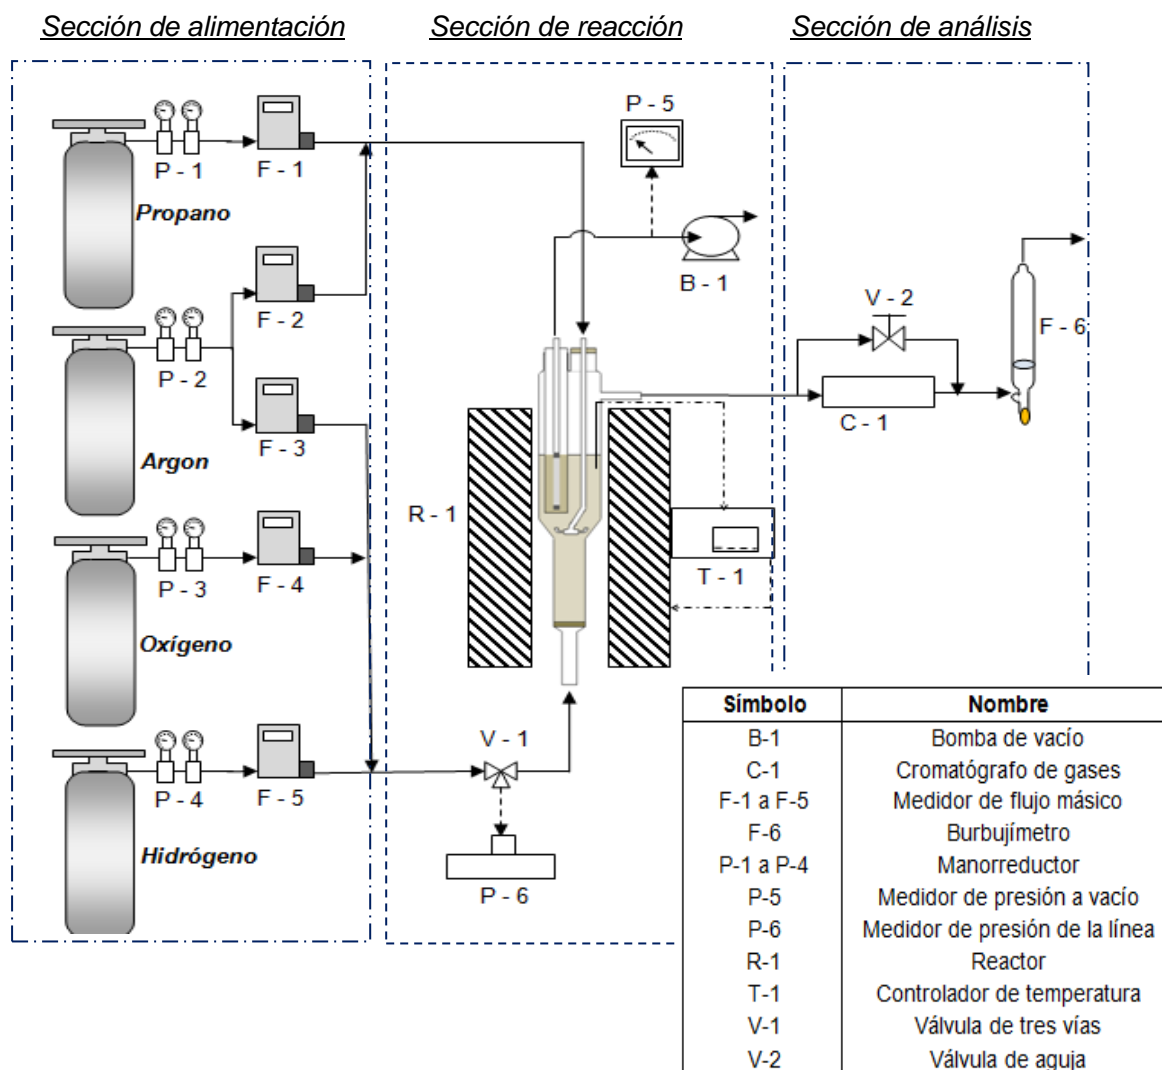 Sección de alimentación
Sección de reacción
Sección de análisis
P - 1
F - 1
Propano
F - 2
P - 2
F - 3
Argon
P - 3
F - 4
Oxígeno
P - 4
F - 5
Hidrógeno
P - 5
B - 1
R - 1
T - 1
V - 1
P - 6
V - 2
F - 6
C - 1
Símbolo Nombre
B-1 Bomba de vacío
C-1 Cromatógrafo de gases
F-1 a F-5 Medidor de flujo másico
F-6 Burbujímetro
P-1 a P-4 Manorreductor
P-5 Medidor de presión a vacío
P-6 Medidor de presión de la línea
R-1 Reactor
T-1 Controlador de temperatura
V-1 Válvula de tres vías
V-2 Válvula de aguja